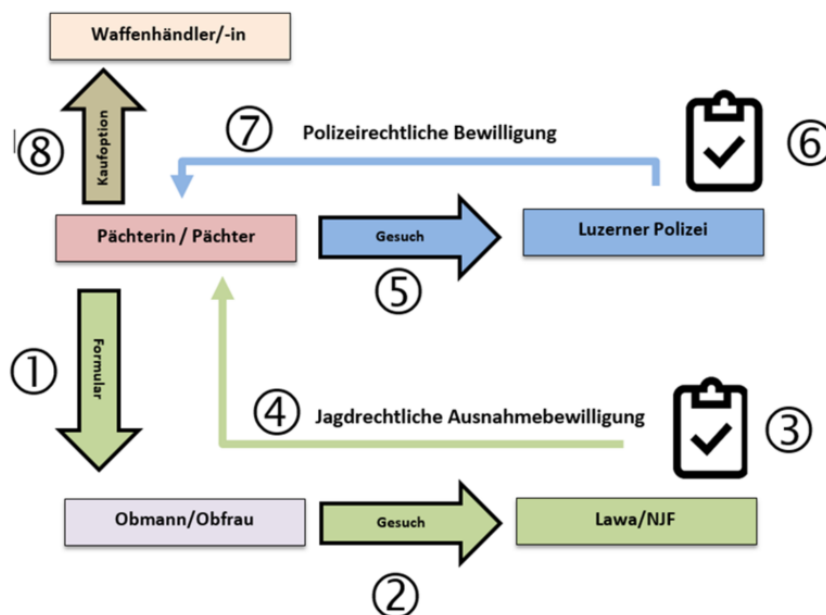 Waffenhändler/-in
⑧
Kaufoption
⑦
Polizeirechtliche Bewilligung
⑥
Pächterin / Pächter
Gesuch
Luzerner Polizei
⑤
①
Formular
④
Jagdrechtliche Ausnahmebewilligung
③
Obmann/Obfrau
Gesuch
Lawa/NJF
②